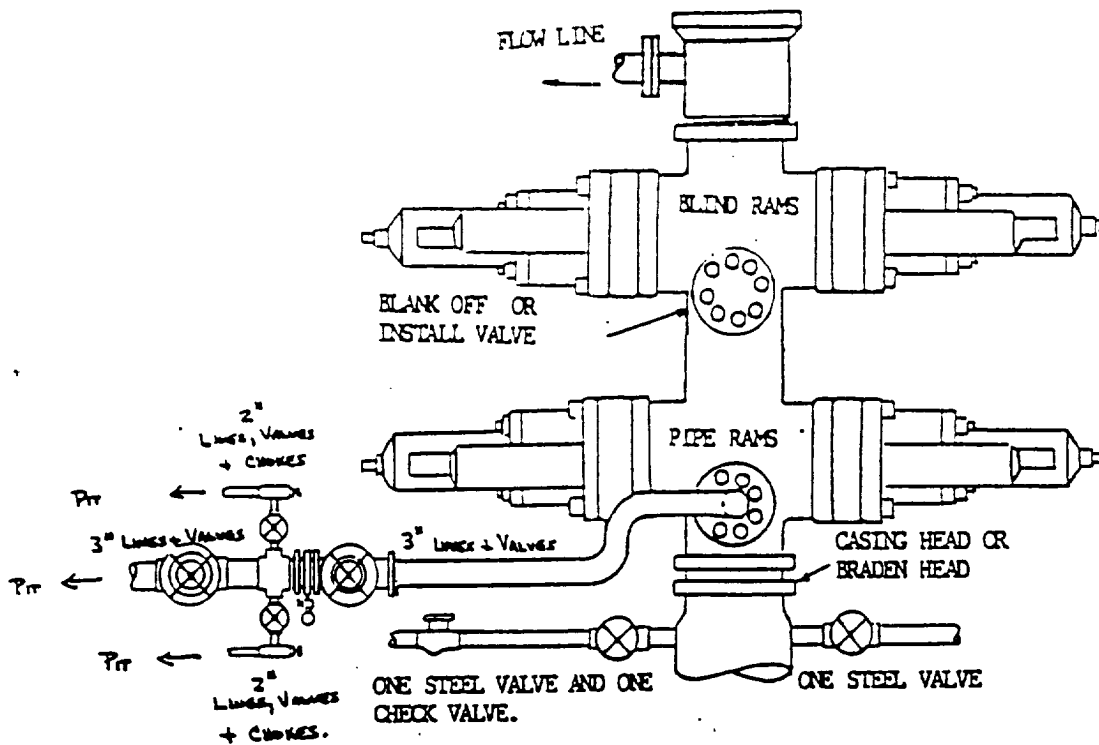 FLOW LINE
BLIND RAMS
BLANK OFF OR
INSTALL VALVE
PIPE RAMS
2"
LINES, VALVES
+ CHOKES
PIT
3" LINES + VALVES
3" LINES + VALVES
PIT
CASING HEAD OR
BRADEN HEAD
PIT
2"
LINES, VALVES
+ CHOKES.
ONE STEEL VALVE AND ONE
CHECK VALVE.
ONE STEEL VALVE